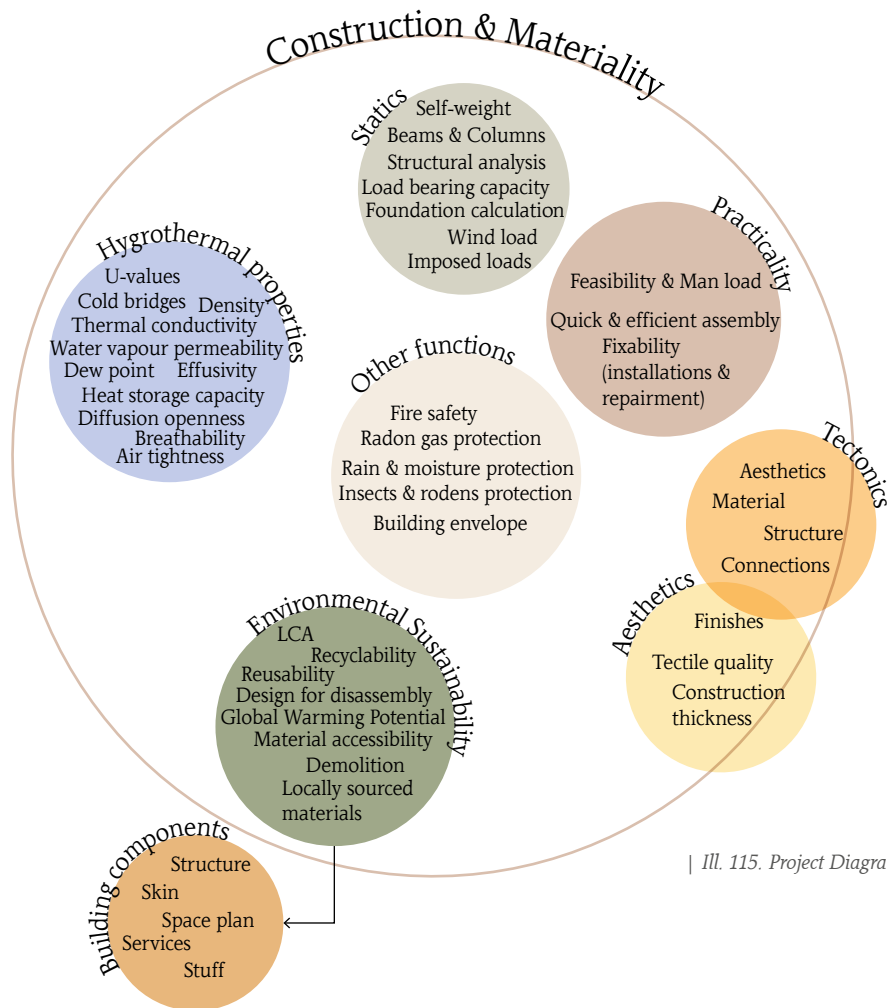 Construction & Materiality
Statics
Self-weight
Beams & Columns
Structural analysis
Load bearing capacity
Foundation calculation
Wind load
Imposed loads
Hygrothermal properties
U-values
Cold bridges
Density
Thermal conductivity
Water vapour permeability
Dew point
Effusivity
Heat storage capacity
Diffusion openness
Breathability
Air tightness
Practicality
Feasibility & Man load
Quick & efficient assembly
Fixability
(installations &
repairment)
Other functions
Fire safety
Radon gas protection
Rain & moisture protection
Insects & rodens protection
Building envelope
Tectonics
Aesthetics
Material
Structure
Connections
Aesthetics
Finishes
Tectile quality
Construction
thickness
Environmental Sustainability
LCA
Recyclability
Reusability
Design for disassembly
Global Warming Potential
Material accessibility
Demolition
Locally sourced
materials
Building components
Structure
Skin
Space plan
Services
Stuff
| Ill. 115. Project Diagra